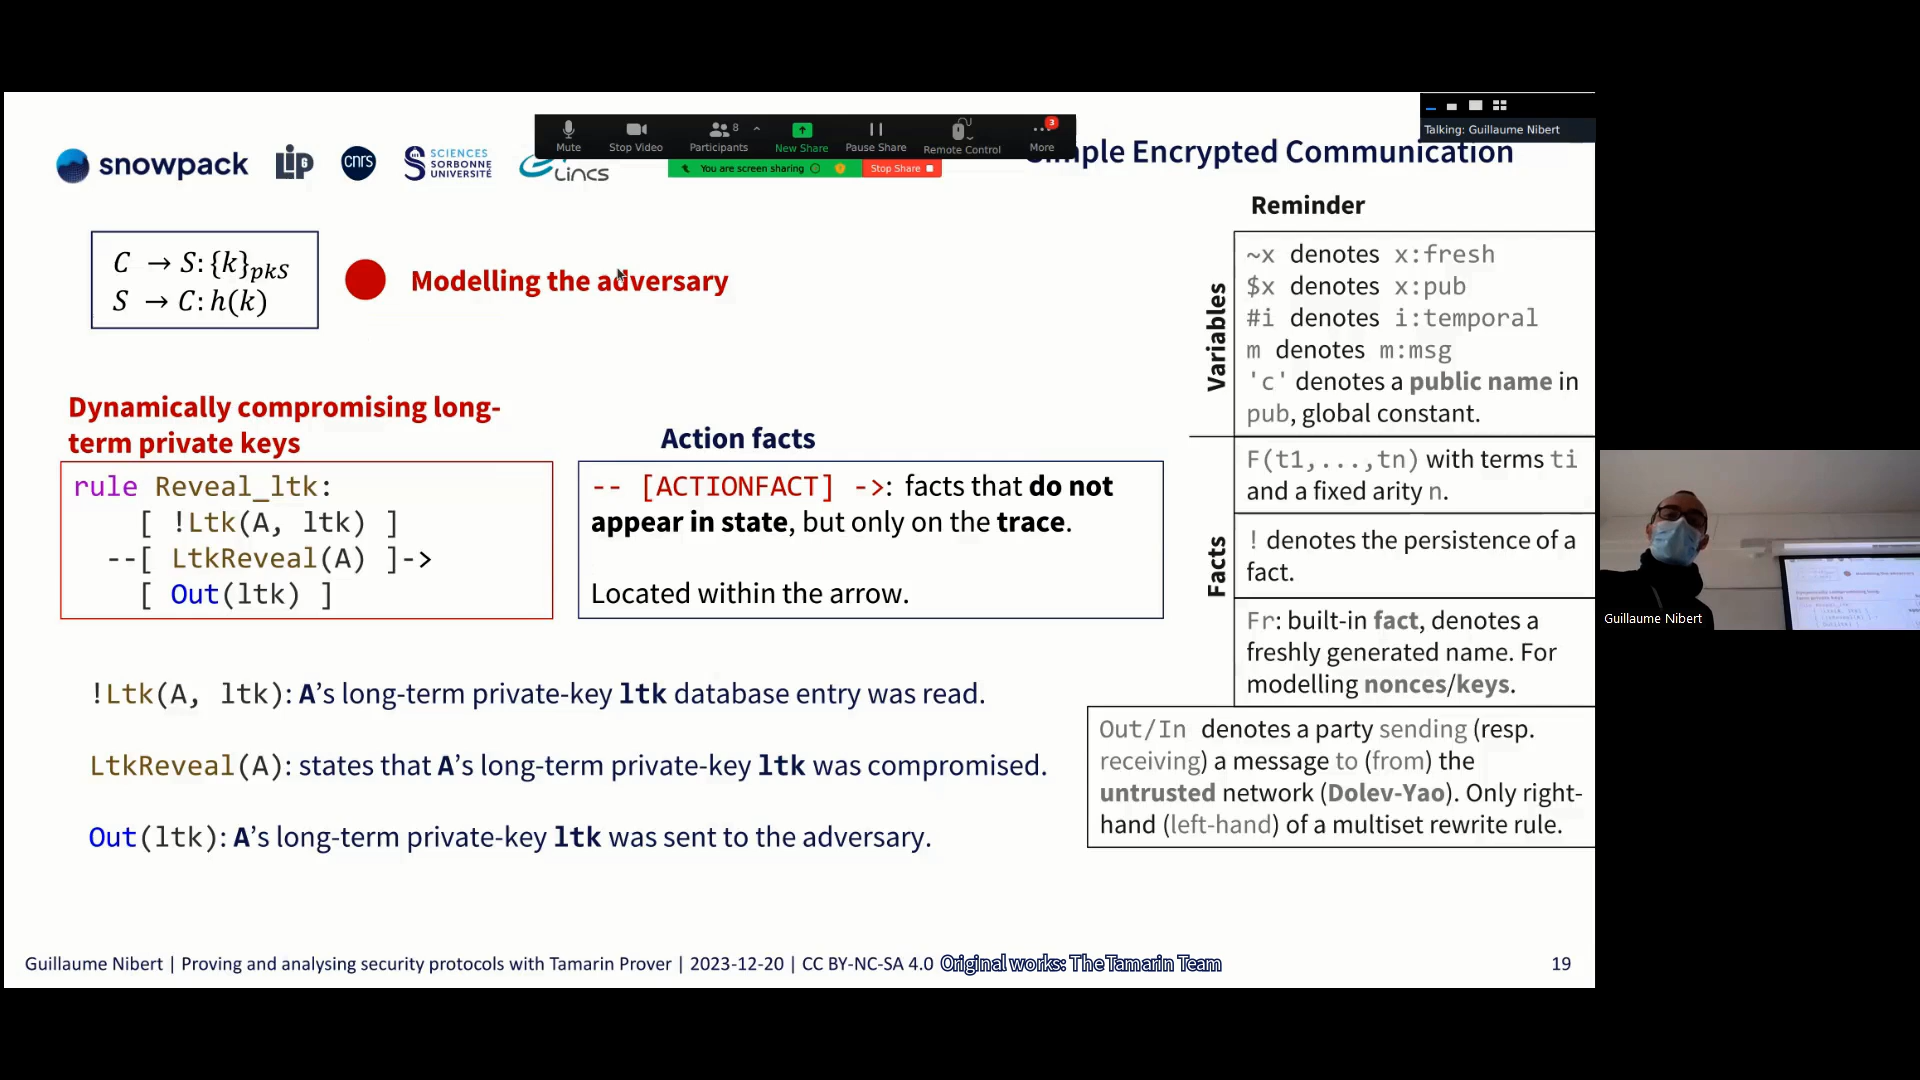 Mute
Stop Video
Participants
8
New Share
Pause Share
Remote Control
More
3
You are screen sharing
Stop Share
Talking: Guillaume Nibert
snowpack
LIP6
cnrs
SCIENCES
SORBONNE
UNIVERSITÉ
Lincs
Simple Encrypted Communication
C → S: {k}pkS
S → C: h(k)
Modelling the adversary
Dynamically compromising long-
term private keys
rule Reveal_ltk:
[ !Ltk(A, ltk) ]
--[ LtkReveal(A) ]->
[ Out(ltk) ]
Action facts
-- [ACTIONFACT] ->: facts that do not
appear in state, but only on the trace.
Located within the arrow.
!Ltk(A, ltk): A's long-term private-key ltk database entry was read.
LtkReveal(A): states that A's long-term private-key ltk was compromised.
Out(ltk): A's long-term private-key ltk was sent to the adversary.
Reminder
Variables
~x denotes x:fresh
$x denotes x:pub
#i denotes i:temporal
m denotes m:msg
'c' denotes a public name in
pub, global constant.
Facts
F(t1,...,tn) with terms ti
and a fixed arity n.
! denotes the persistence of a
fact.
Fr: built-in fact, denotes a
freshly generated name. For
modelling nonces/keys.
Out/In denotes a party sending (resp.
receiving) a message to (from) the
untrusted network (Dolev-Yao). Only right-
hand (left-hand) of a multiset rewrite rule.
Guillaume Nibert | Proving and analysing security protocols with Tamarin Prover | 2023-12-20 | CC BY-NC-SA 4.0 Original works: The Tamarin Team
19
Guillaume Nibert